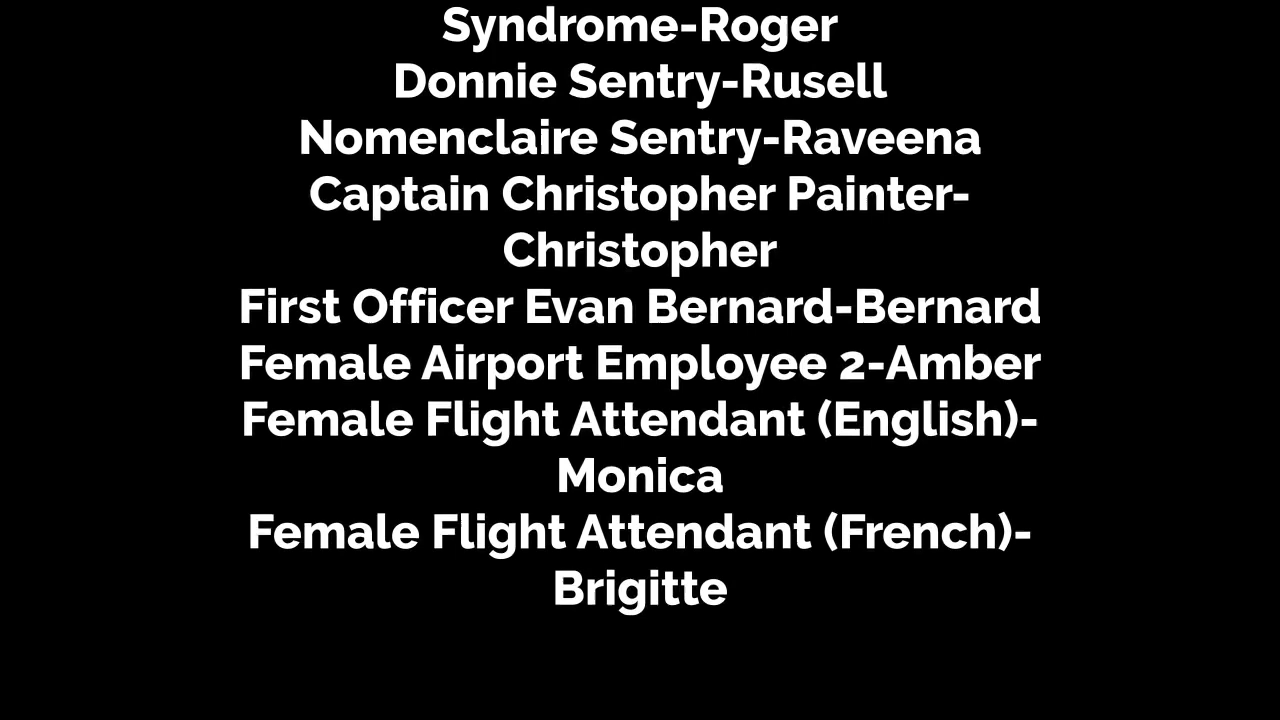 Syndrome-Roger
Donnie Sentry-Rusell
Nomenclaire Sentry-Raveena
Captain Christopher Painter-
Christopher
First Officer Evan Bernard-Bernard
Female Airport Employee 2-Amber
Female Flight Attendant (English)-
Monica
Female Flight Attendant (French)-
Brigitte